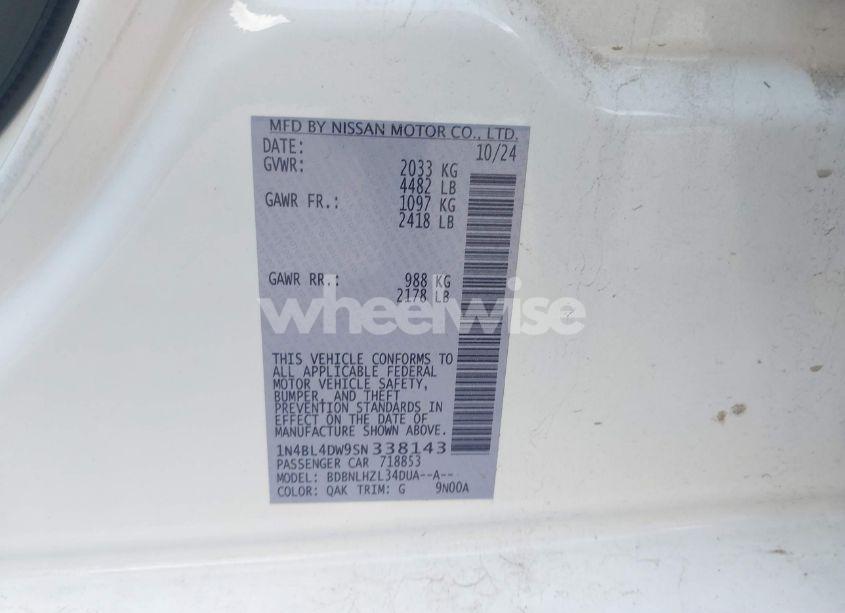 MFD BY NISSAN MOTOR CO., LTD.
DATE: 10/24
GVWR: 2033 KG
4482 LB
GAWR FR.: 1097 KG
2418 LB
GAWR RR.: 988 KG
2178 LB
wheelwise
THIS VEHICLE CONFORMS TO
ALL APPLICABLE FEDERAL
MOTOR VEHICLE SAFETY,
BUMPER, AND THEFT
PREVENTION STANDARDS IN
EFFECT ON THE DATE OF
MANUFACTURE SHOWN ABOVE.
1N4BL4DW9SN338143
PASSENGER CAR 718853
MODEL: BDBNLHZL34DUA--A--
COLOR: QAK TRIM: G 9N00A